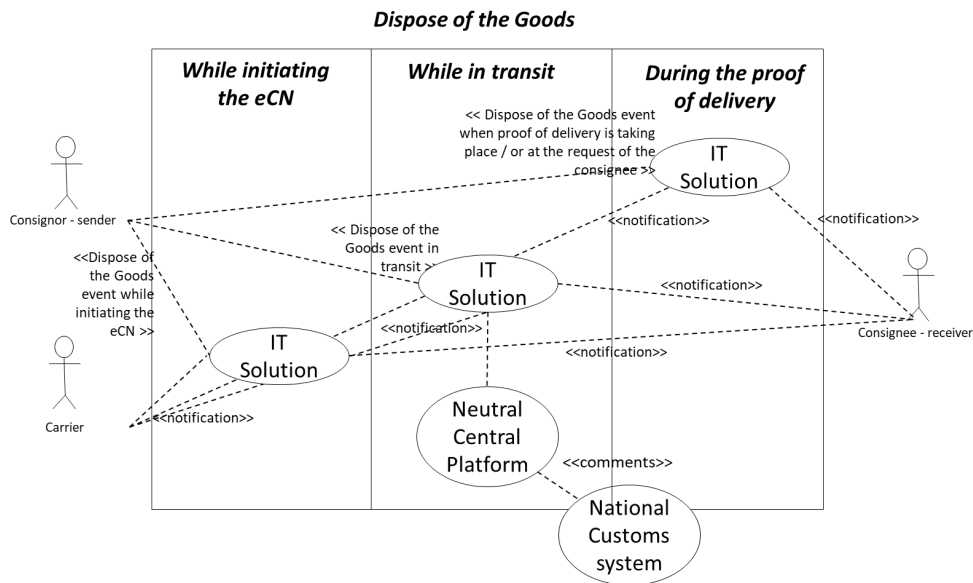 Dispose of the Goods
While initiating
the eCN
While in transit
During the proof
of delivery
<< Dispose of the Goods event
when proof of delivery is taking
place / or at the request of the
consignee >>
IT
Solution
Consignor - sender
<<notification>>
<<notification>>
<< Dispose of the
Goods event in
transit >>
<<Dispose of
the Goods
event while
initiating the
eCN >>
IT
Solution
<<notification>>
<<notification>>
Consignee - receiver
IT
Solution
<<notification>>
Carrier
<<notification>>
Neutral
Central
Platform
<<comments>>
National
Customs
system